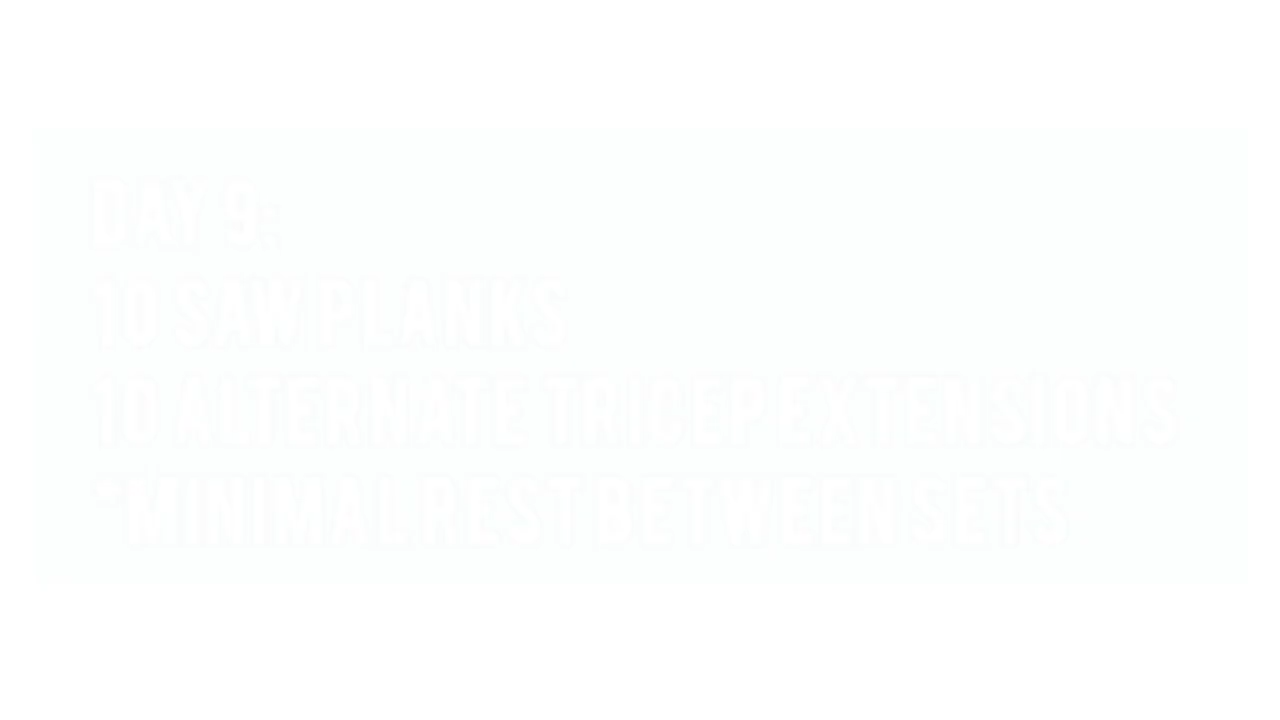 DAY 9:
10 SAW PLANKS
10 ALTERNATE TRICEP EXTENSIONS
*MINIMAL REST BETWEEN SETS